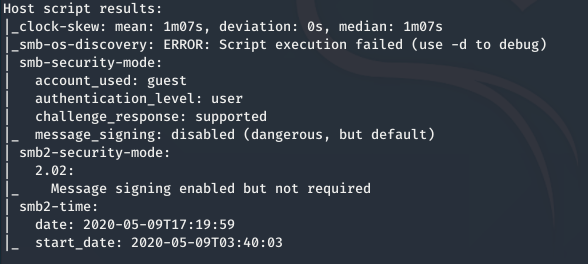 Host script results:
|_clock-skew: mean: 1m07s, deviation: 0s, median: 1m07s
|_smb-os-discovery: ERROR: Script execution failed (use -d to debug)
| smb-security-mode:
|   account_used: guest
|   authentication_level: user
|   challenge_response: supported
|_  message_signing: disabled (dangerous, but default)
| smb2-security-mode:
|   2.02:
|_    Message signing enabled but not required
| smb2-time:
|   date: 2020-05-09T17:19:59
|_  start_date: 2020-05-09T03:40:03